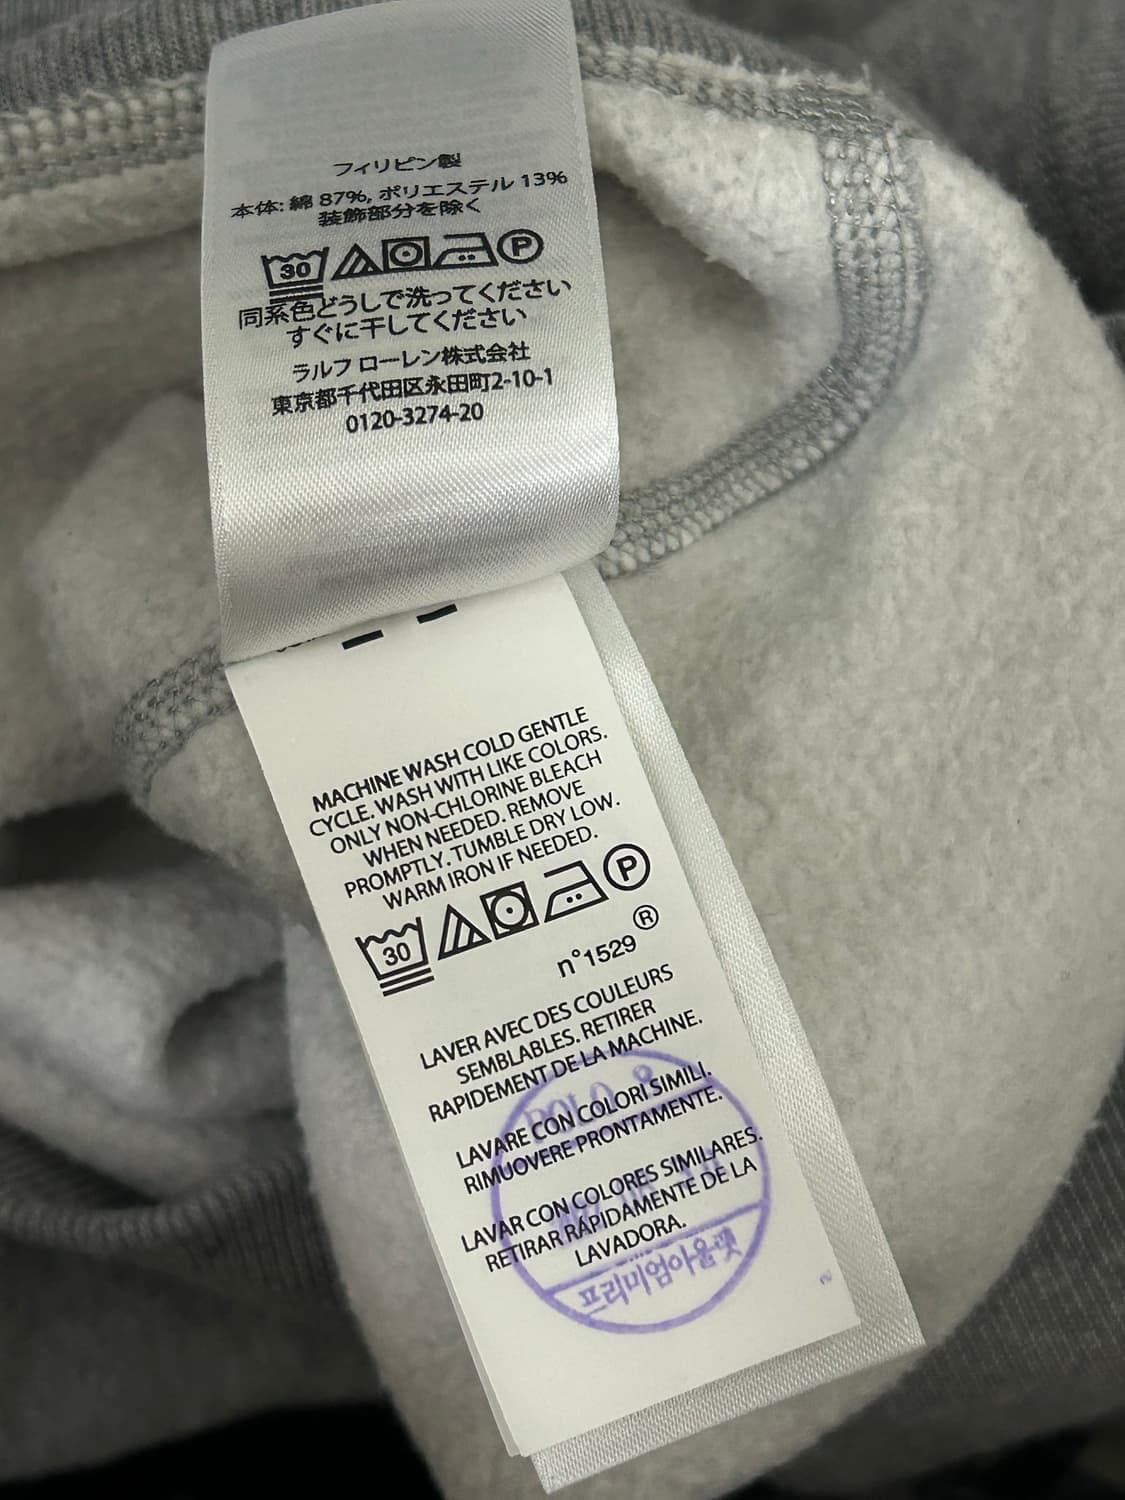 フィリピン製
本体: 綿 87%, ポリエステル 13%
装飾部分を除く
30 P
同系色どうしで洗ってください
すぐに干してください
ラルフ ローレン株式会社
東京都千代田区永田町2-10-1
0120-3274-20
MACHINE WASH COLD GENTLE
CYCLE. WASH WITH LIKE COLORS.
ONLY NON-CHLORINE BLEACH
WHEN NEEDED. REMOVE
PROMPTLY. TUMBLE DRY LOW.
WARM IRON IF NEEDED.
30 P
n°1529 ®
LAVER AVEC DES COULEURS
SEMBLABLES. RETIRER
RAPIDEMENT DE LA MACHINE.
POLO
LAVARE CON COLORI SIMILI.
RIMUOVERE PRONTAMENTE.
LAVAR CON COLORES SIMILARES.
RETIRAR RÁPIDAMENTE DE LA
LAVADORA.
프리미엄아울렛